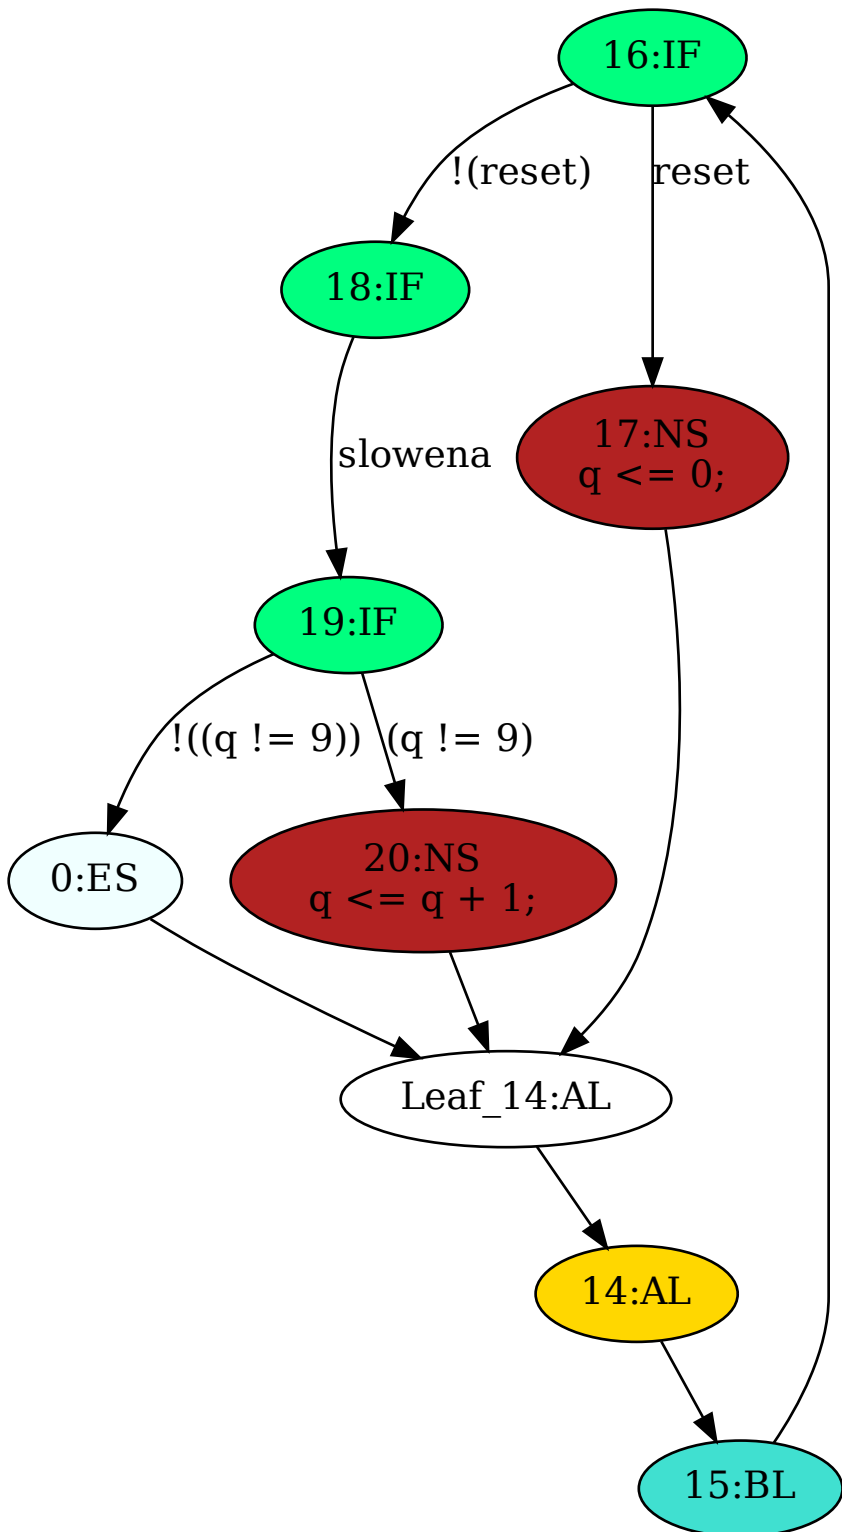 16:IF
!(reset)
reset
18:IF
17:NS
q <= 0;
slowena
19:IF
!((q != 9))
(q != 9)
0:ES
20:NS
q <= q + 1;
Leaf_14:AL
14:AL
15:BL